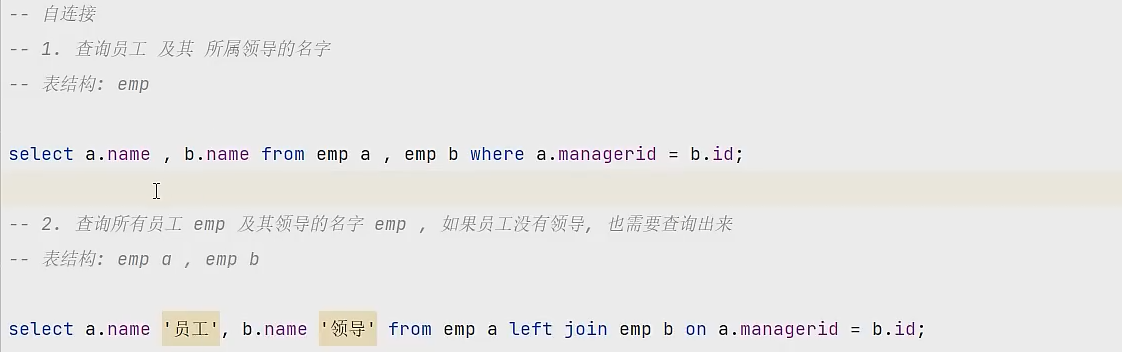 -- 自连接
-- 1. 查询员工 及其 所属领导的名字
-- 表结构: emp
select a.name , b.name from emp a , emp b where a.managerid = b.id;
-- 2. 查询所有员工 emp 及其领导的名字 emp , 如果员工没有领导, 也需要查询出来
-- 表结构: emp a , emp b
select a.name '员工', b.name '领导' from emp a left join emp b on a.managerid = b.id;